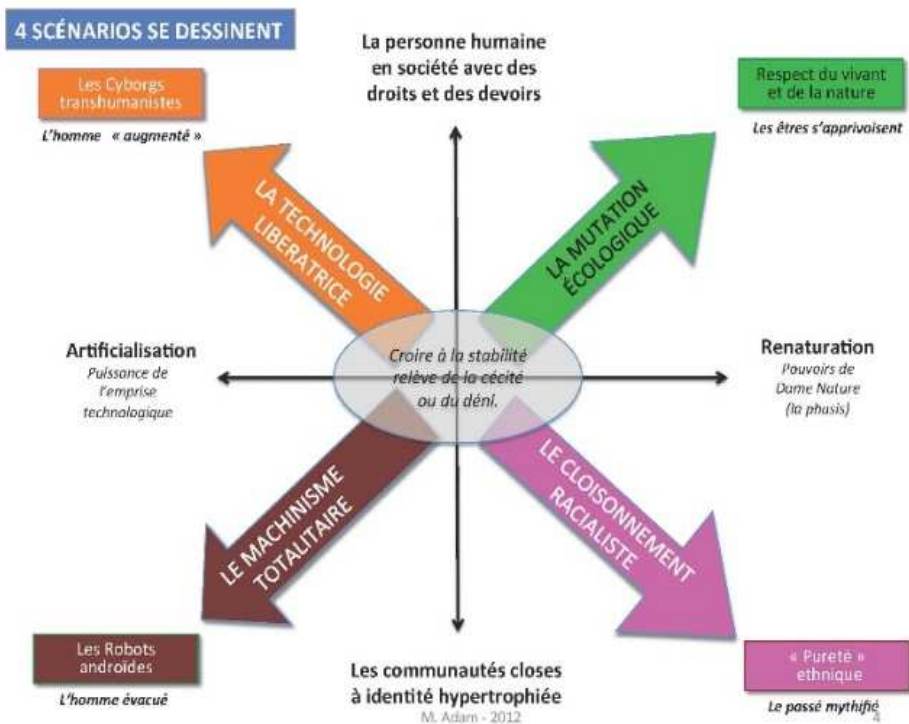 4 SCÉNARIOS SE DESSINENT
La personne humaine
en société avec des
droits et des devoirs
Les Cyborgs
transhumanistes
L'homme « augmenté »
Respect du vivant
et de la nature
Les êtres s'apprivoisent
LA TECHNOLOGIE
LIBERATRICE
LA MUTATION
ÉCOLOGIQUE
Artificialisation
Puissance de
l'emprise
technologique
Croire à la stabilité
relève de la cécité
ou du déni.
Renaturation
Pouvoirs de
Dame Nature
(la phusis)
LE MACHINISME
TOTALITAIRE
LE CLOISONNEMENT
RACIALISTE
Les Robots
androïdes
L'homme évacué
Les communautés closes
à identité hypertrophiée
M. Adam - 2012
« Pureté »
ethnique
Le passé mythifié
4